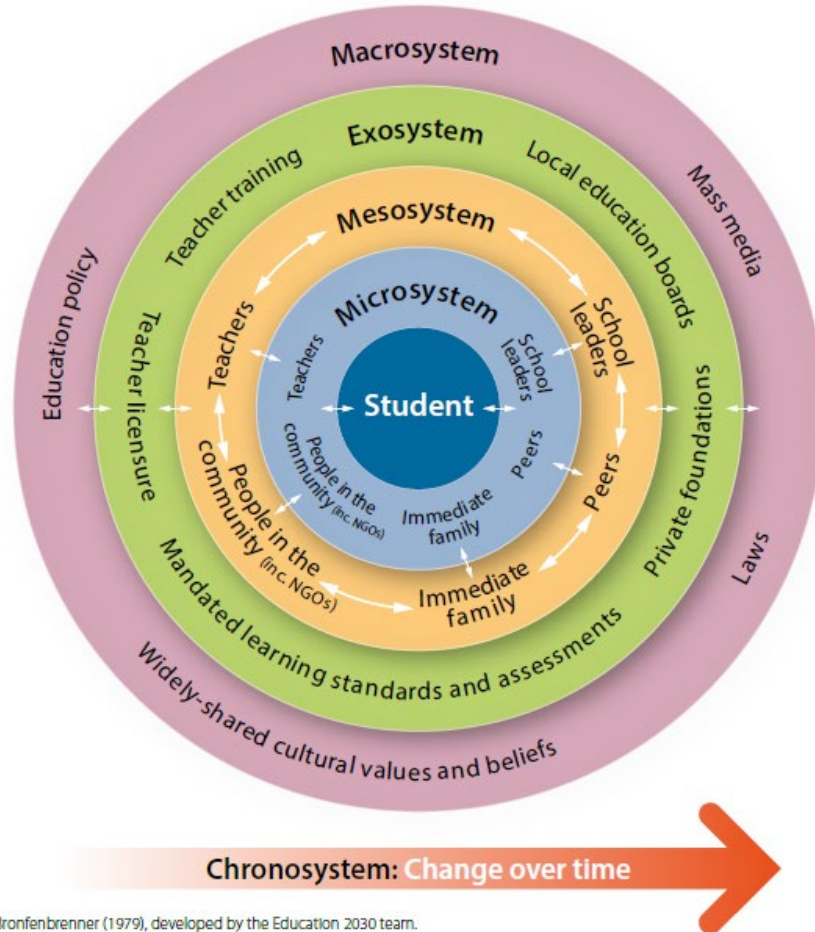 Macrosystem
Education policy
Mass media
Laws
Widely-shared cultural values and beliefs
Exosystem
Teacher training
Local education boards
Teacher licensure
Private foundations
Mandated learning standards and assessments
Mesosystem
Teachers
School
leaders
Peers
Immediate
family
People in the
community (inc. NGOs)
Microsystem
Teachers
School
leaders
Peers
Immediate
family
People in the
community (inc. NGOs)
Student
Chronosystem: Change over time
ronfenbrenner (1979), developed by the Education 2030 team.